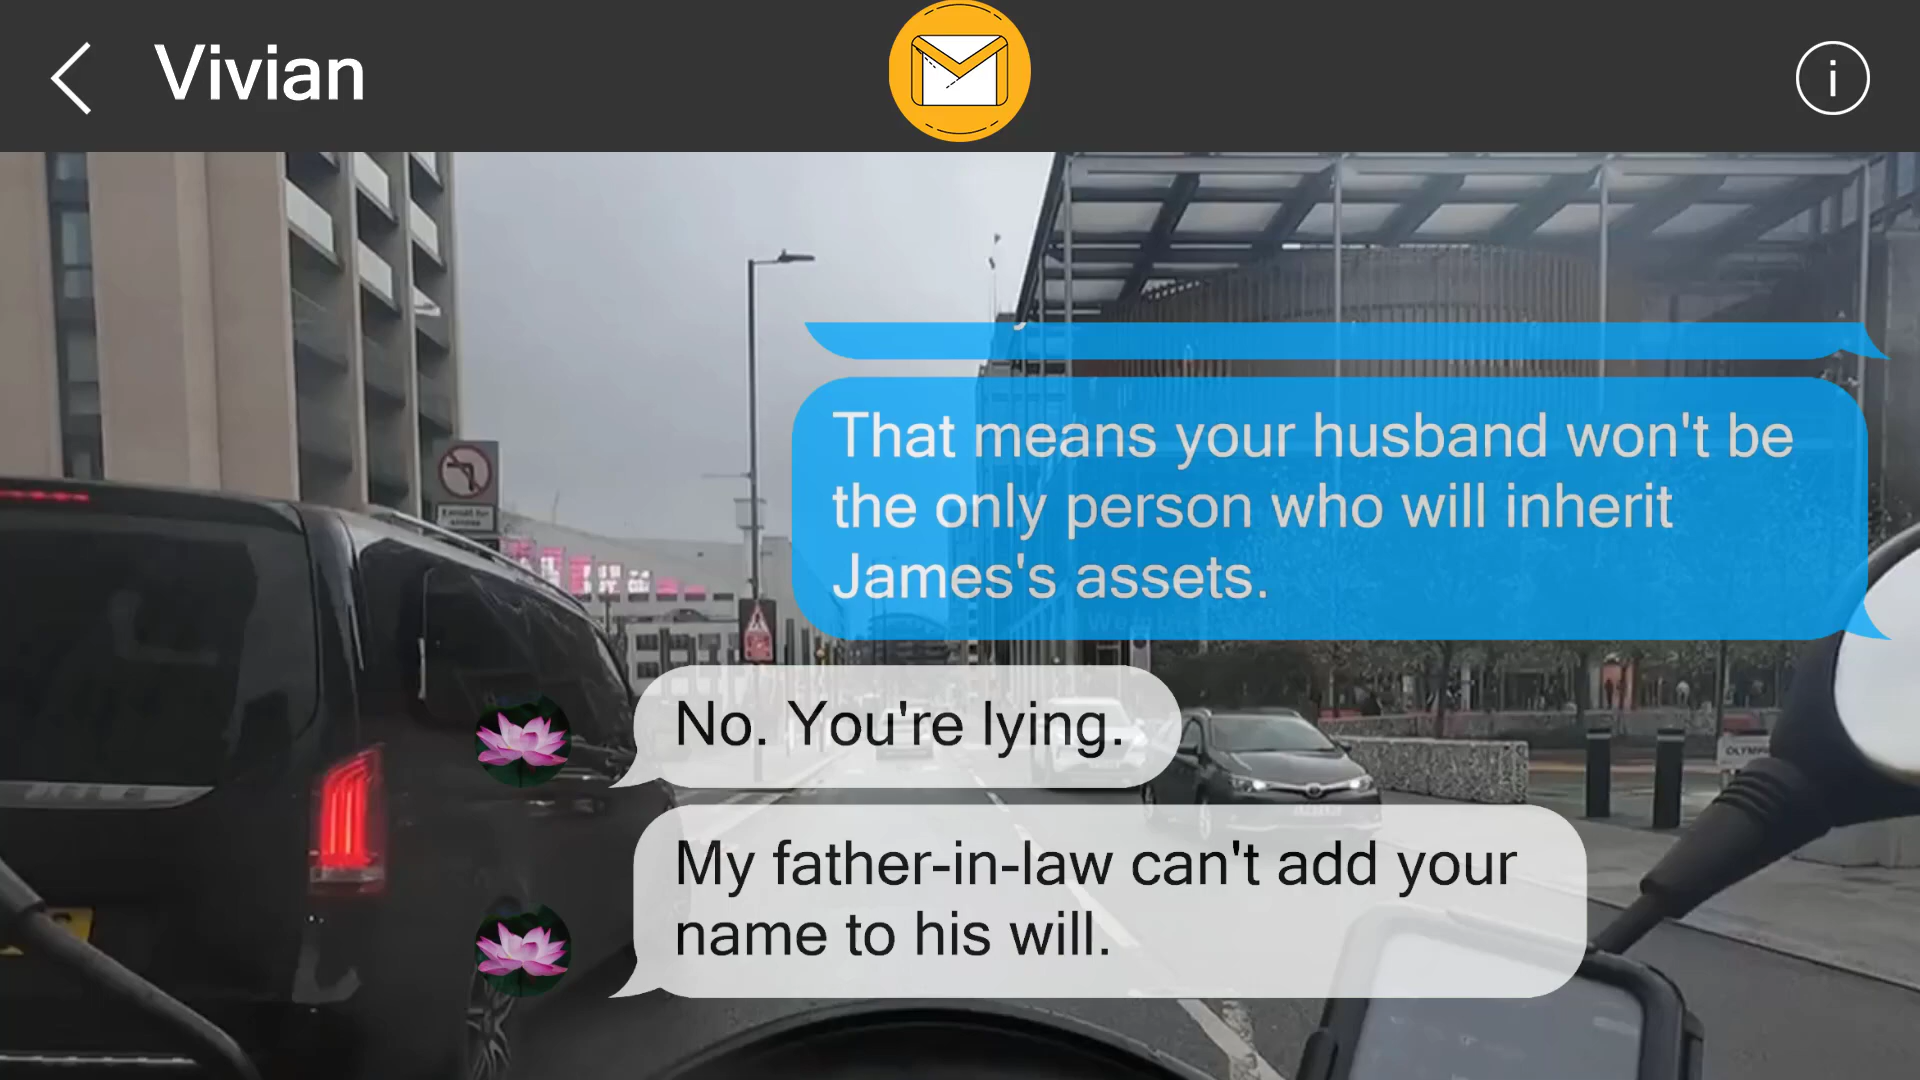 Vivian
i
That means your husband won't be
the only person who will inherit
James's assets.
No. You're lying.
My father-in-law can't add your
name to his will.